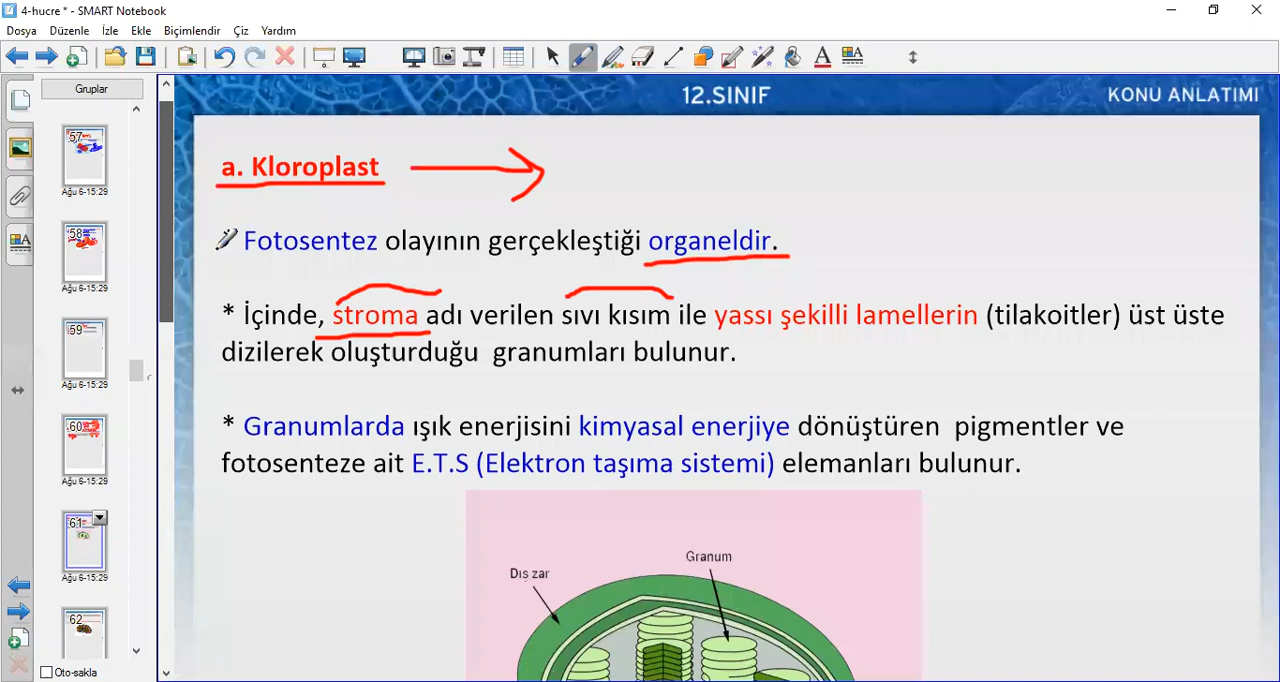 4-hucre * - SMART Notebook
Dosya Düzenle İzle Ekle Biçimlendir Çiz Yardım
Gruplar
57
Ağu 6-15:29
58
Ağu 6-15:29
59
Ağu 6-15:29
60
Ağu 6-15:29
61
Ağu 6-15:29
62
Oto-sakla
12.SINIF
KONU ANLATIMI
a. Kloroplast
Fotosentez olayının gerçekleştiği organeldir.
* İçinde, stroma adı verilen sıvı kısım ile yassı şekilli lamellerin (tilakoitler) üst üste
dizilerek oluşturduğu granumları bulunur.
* Granumlarda ışık enerjisini kimyasal enerjiye dönüştüren pigmentler ve
fotosenteze ait E.T.S (Elektron taşıma sistemi) elemanları bulunur.
Granum
Dış zar